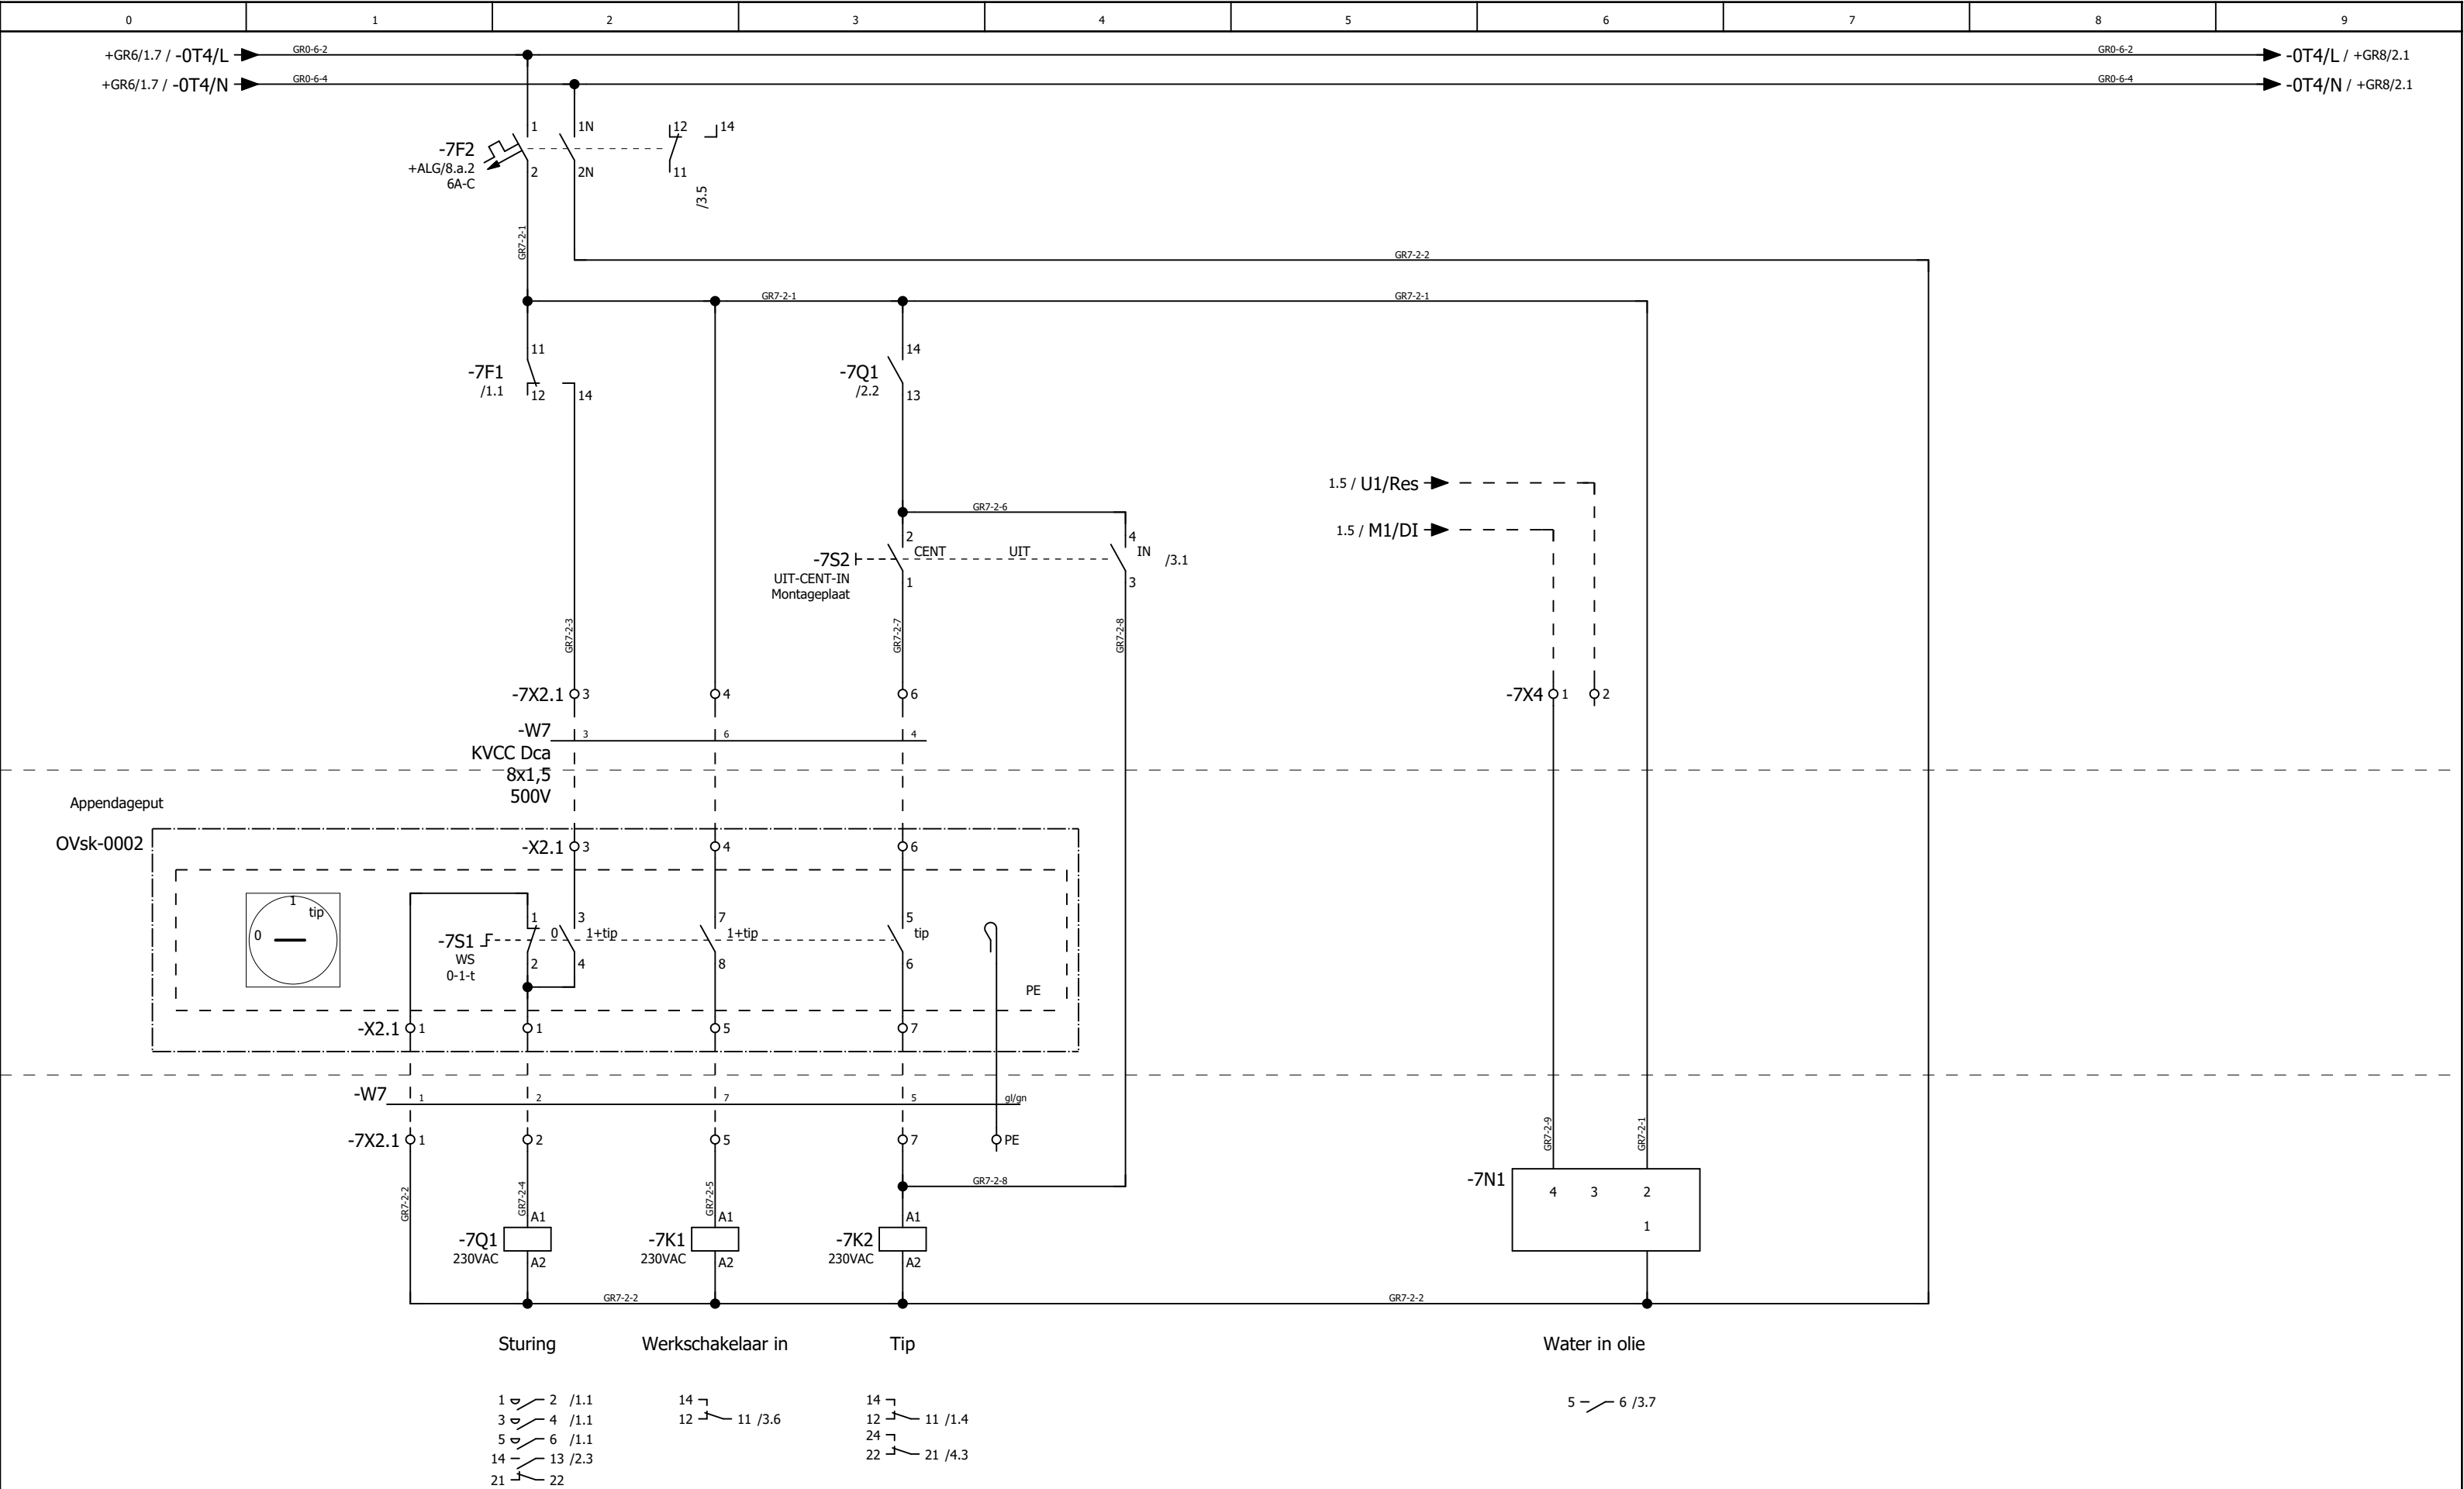 0 1 2 3 4 5 6 7 8 9
+GR6/1.7 / -0T4/L GR0-6-2 GR0-6-2 -0T4/L / +GR8/2.1
+GR6/1.7 / -0T4/N GR0-6-4 GR0-6-4 -0T4/N / +GR8/2.1
1 1N 12 14
-7F2
+ALG/8.a.2
6A-C
2 2N 11
/3.5
GR7-2-1
GR7-2-2
GR7-2-1 GR7-2-1
11 14
-7F1 -7Q1
/1.1 /2.2
12 14 13
1.5 / U1/Res
GR7-2-6
1.5 / M1/DI
2 4
CENT UIT IN
-7S2 /3.1
UIT-CENT-IN
Montageplaat
1 3
GR7-2-3 GR7-2-7 GR7-2-8
-7X2.1 3 4 6 -7X4 1 2
-W7 3 6 4
KVCC Dca
8x1,5
500V
Appendageput
OVsk-0002 -X2.1 3 4 6
1
tip
0
1 3 7 5
-7S1 0 1+tip 1+tip tip
WS
0-1-t
2 4 8 6
PE
-X2.1 1 1 5 7
-W7 1 2 7 5 gl/gn
-7X2.1 1 2 5 7 PE
GR7-2-9 GR7-2-1
GR7-2-2 GR7-2-4 GR7-2-5 GR7-2-8
-7N1 4 3 2
1
A1 A1 A1
-7Q1 -7K1 -7K2
230VAC 230VAC 230VAC
A2 A2 A2
GR7-2-2 GR7-2-2
Sturing Werkschakelaar in Tip Water in olie
1 2 /1.1 14 14 5 6 /3.7
3 4 /1.1 12 11 /3.6 12 11 /1.4
5 6 /1.1 24
14 13 /2.3 22 21 /4.3
21 22